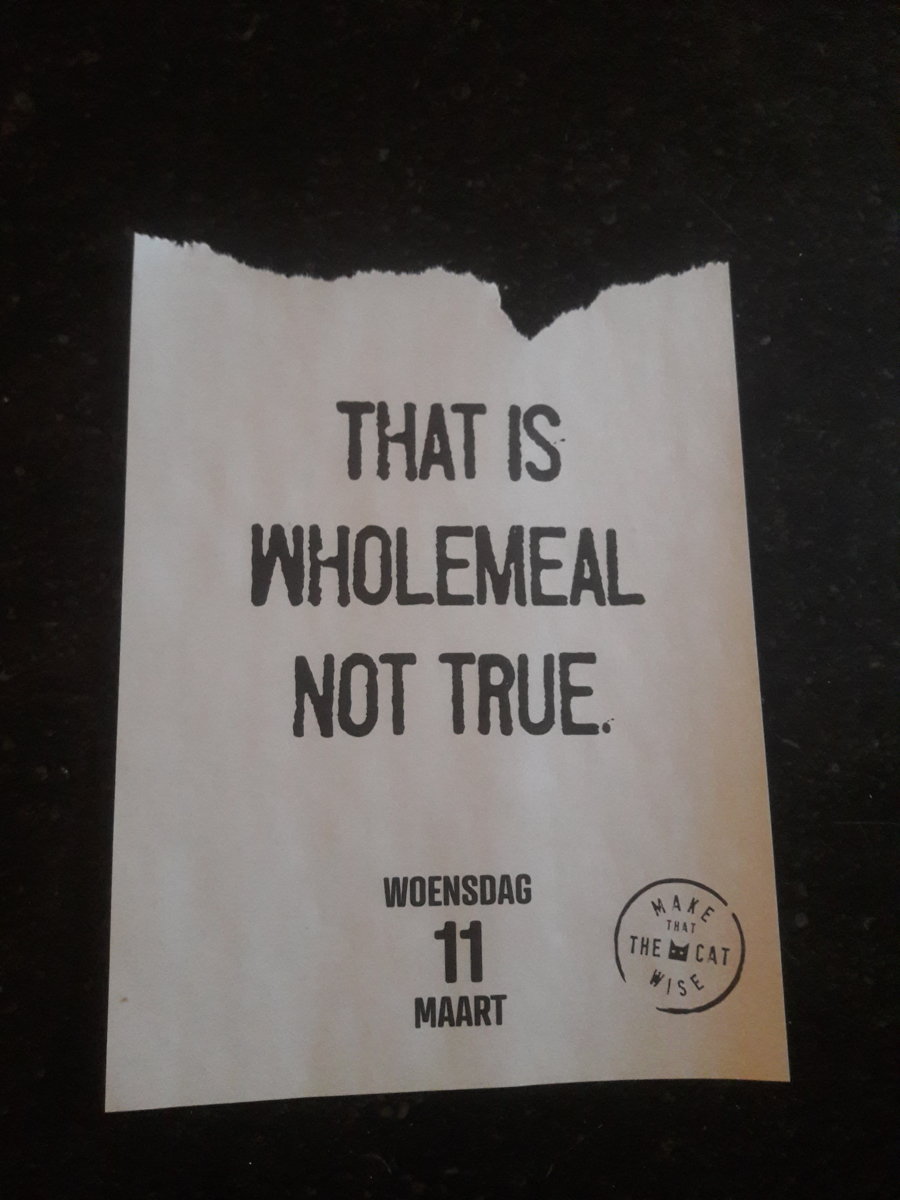 THAT IS
WHOLEMEAL
NOT TRUE.
WOENSDAG
11
MAART
MAKE
THAT
THE CAT
WISE